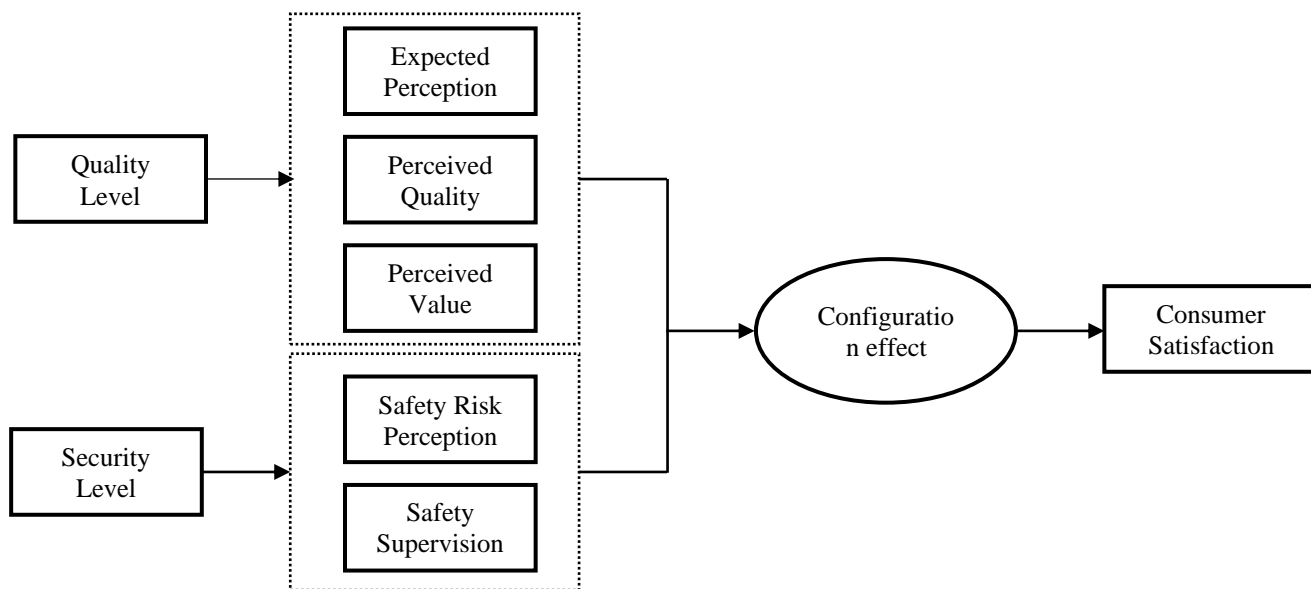 Expected
Perception
Quality
Level
Perceived
Quality
Perceived
Value
Configuratio
n effect
Consumer
Satisfaction
Safety Risk
Perception
Security
Level
Safety
Supervision